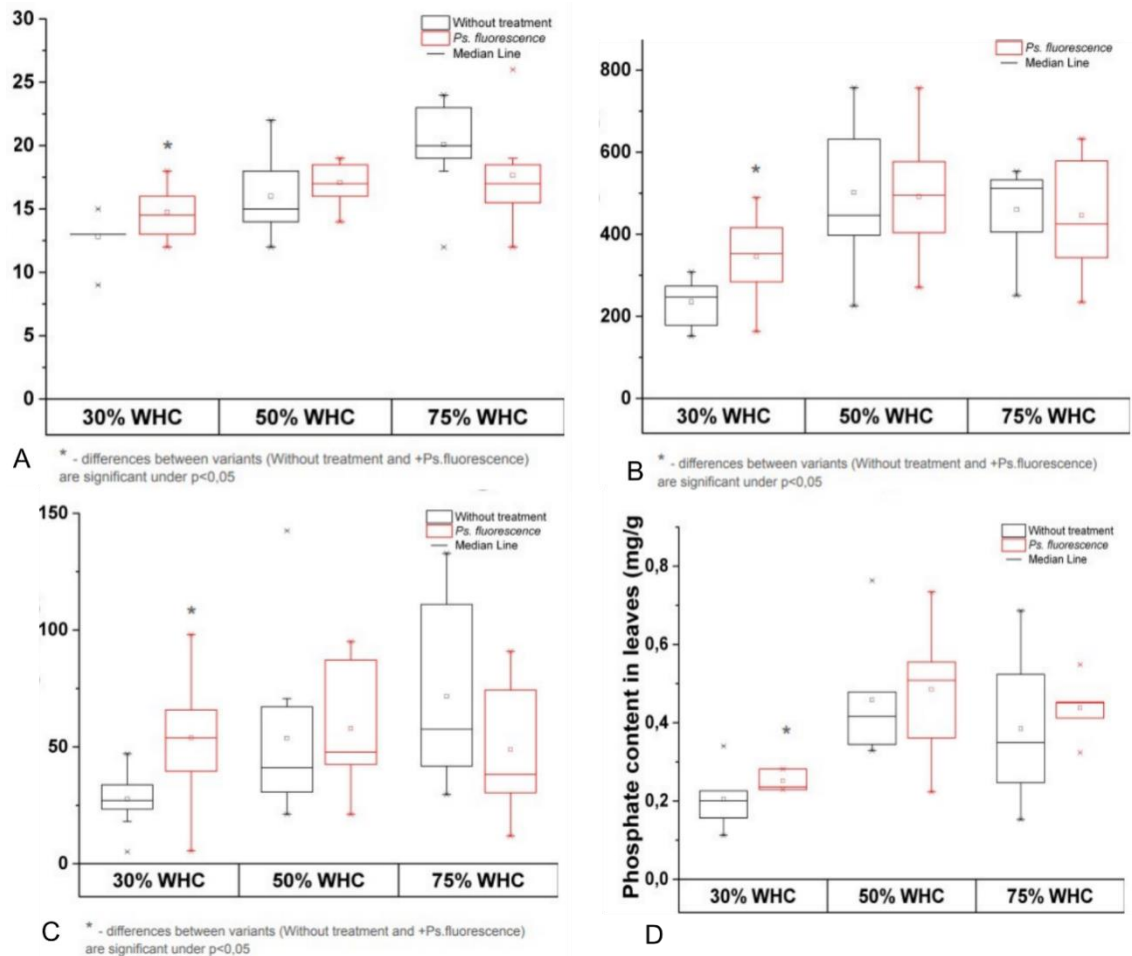 30
25
20
15
10
5
0
Without treatment
Ps. fluorescence
Median Line
*
30% WHC
50% WHC
75% WHC
A
* - differences between variants (Without treatment and +Ps.fluorescence)
are significant under p<0,05
800
600
400
200
0
Ps. fluorescence
Median Line
*
30% WHC
50% WHC
75% WHC
B
* - differences between variants (Without treatment and +Ps.fluorescence)
are significant under p<0,05
150
100
50
0
Without treatment
Ps. fluorescence
Median Line
*
30% WHC
50% WHC
75% WHC
C
* - differences between variants (Without treatment and +Ps.fluorescence)
are significant under p<0,05
Phosphate content in leaves (mg/g
0,8
0,6
0,4
0,2
0,0
Without treatment
Ps. fluorescence
Median Line
*
30% WHC
50% WHC
75% WHC
D